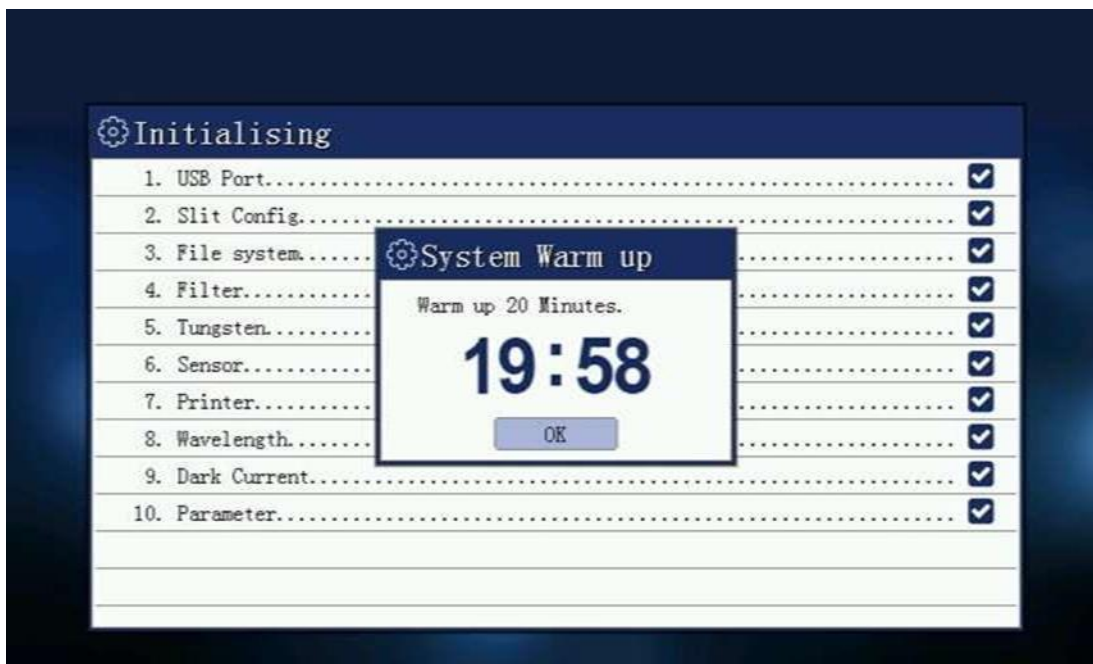 Initialising
1. USB Port
2. Slit Config
3. File system
4. Filter
5. Tungsten
6. Sensor
7. Printer
8. Wavelength
9. Dark Current
10. Parameter
System Warm up
Warm up 20 Minutes.
19:58
OK